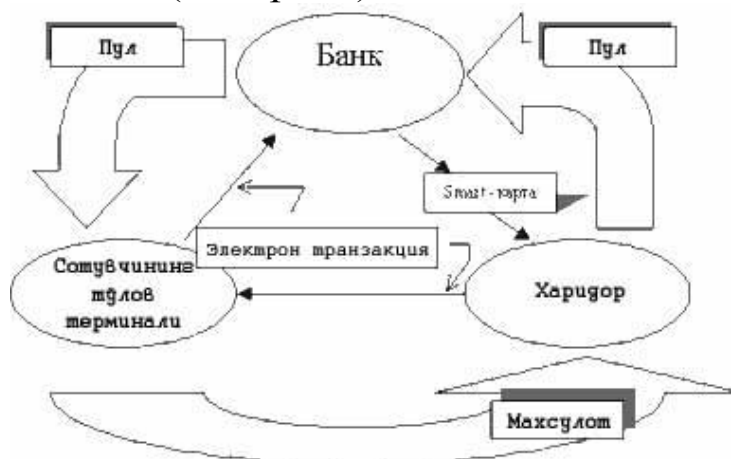 Пул
Банк
Пул
Smart-карта
Электрон транзакция
Сотувчининг
тўлов
терминали
Харидор
Махсулот